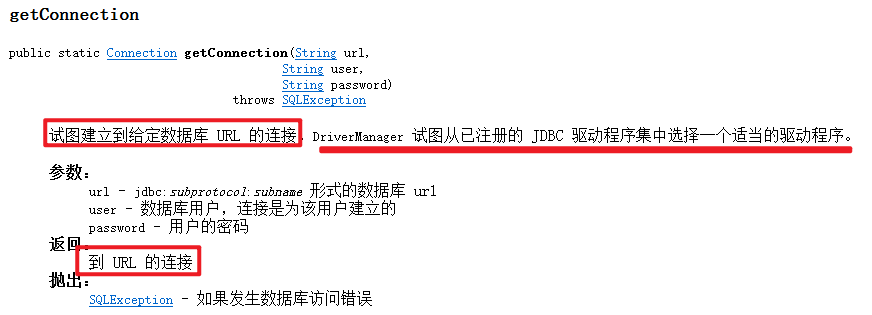 getConnection
public static Connection getConnection(String url,
String user,
String password)
throws SQLException
试图建立到给定数据库 URL 的连接。DriverManager 试图从已注册的 JDBC 驱动程序集中选择一个适当的驱动程序。
参数：
url - jdbc:subprotocol:subname 形式的数据库 url
user - 数据库用户，连接是为该用户建立的
password - 用户的密码
返回：
到 URL 的连接
抛出：
SQLException - 如果发生数据库访问错误